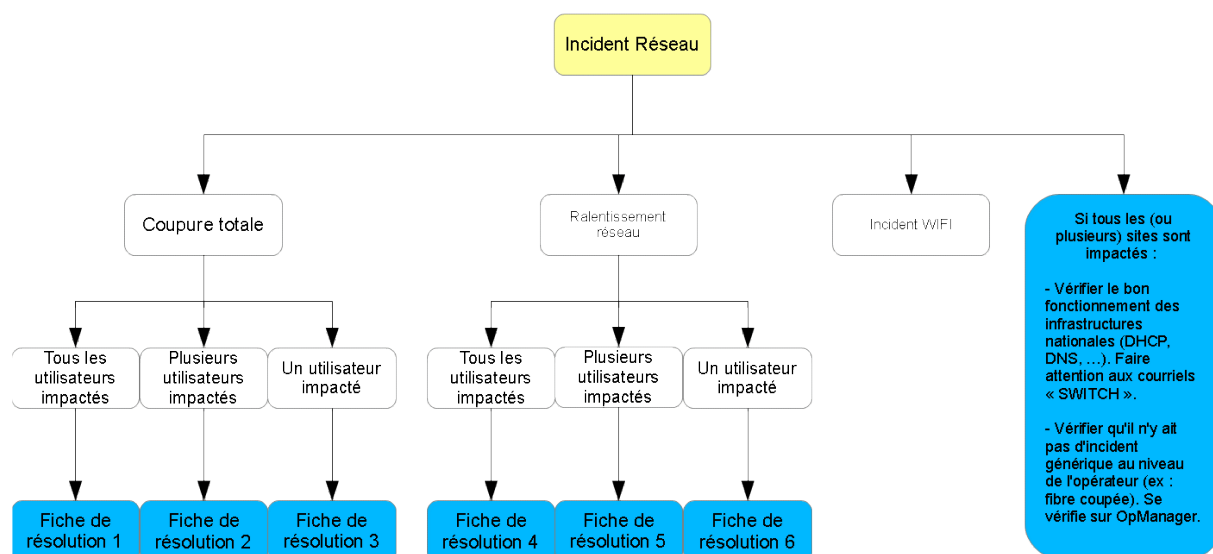 Incident Réseau
Coupure totale
Ralentissement
réseau
Incident WIFI
Si tous les (ou
plusieurs) sites sont
impactés :
- Vérifier le bon
fonctionnement des
infrastructures
nationales (DHCP,
DNS, ...). Faire
attention aux courriels
« SWITCH ».
- Vérifier qu'il n'y ait
pas d'incident
générique au niveau
de l'opérateur (ex :
fibre coupée). Se
vérifie sur OpManager.
Tous les
utilisateurs
impactés
Plusieurs
utilisateurs
impactés
Un utilisateur
impacté
Tous les
utilisateurs
impactés
Plusieurs
utilisateurs
impactés
Un utilisateur
impacté
Fiche de
résolution 1
Fiche de
résolution 2
Fiche de
résolution 3
Fiche de
résolution 4
Fiche de
résolution 5
Fiche de
résolution 6